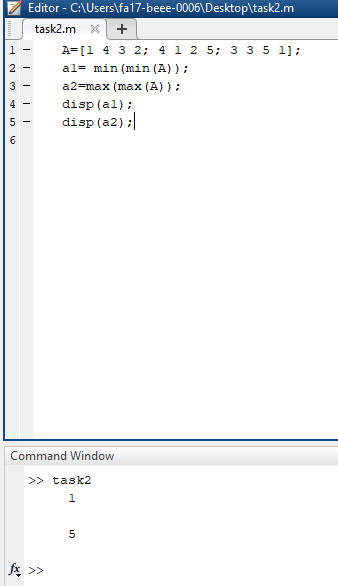 Editor - C:\Users\fa17-beee-0006\Desktop\task2.m
task2.m × +
1 – A=[1 4 3 2; 4 1 2 5; 3 3 5 1];
2 – a1= min(min(A));
3 – a2=max(max(A));
4 – disp(a1);
5 – disp(a2);
6
Command Window
>> task2
1
5
fx >>